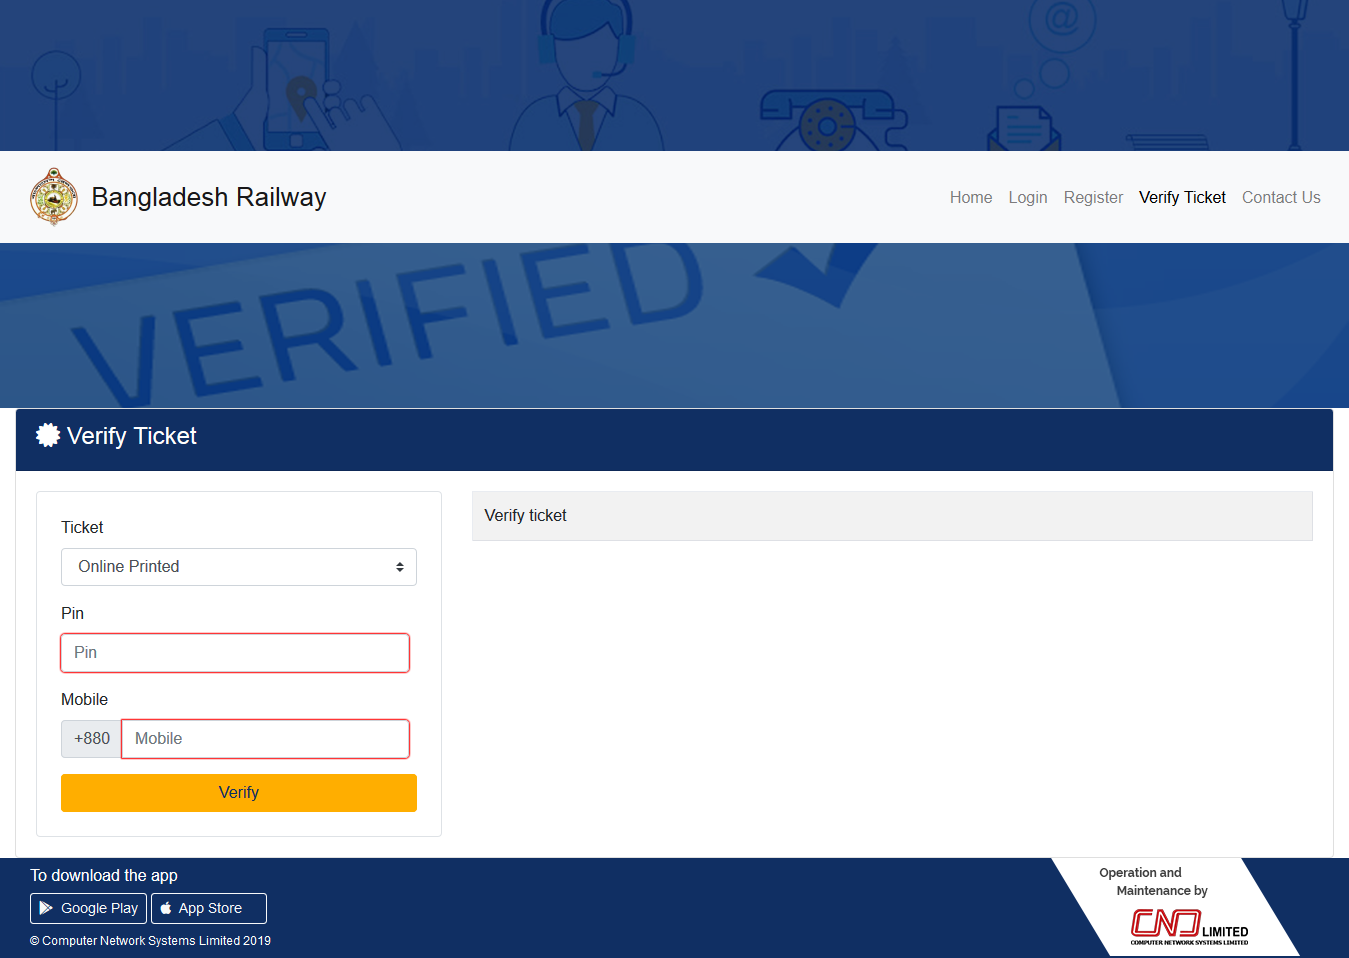 @
Bangladesh Railway
Home Login Register Verify Ticket Contact Us
VERIFIED
Verify Ticket
Ticket
Online Printed
Pin
Pin
Mobile
+880 Mobile
Verify
Verify ticket
To download the app
Google Play App Store
© Computer Network Systems Limited 2019
Operation and
Maintenance by
LIMITED
COMPUTER NETWORK SYSTEMS LIMITED